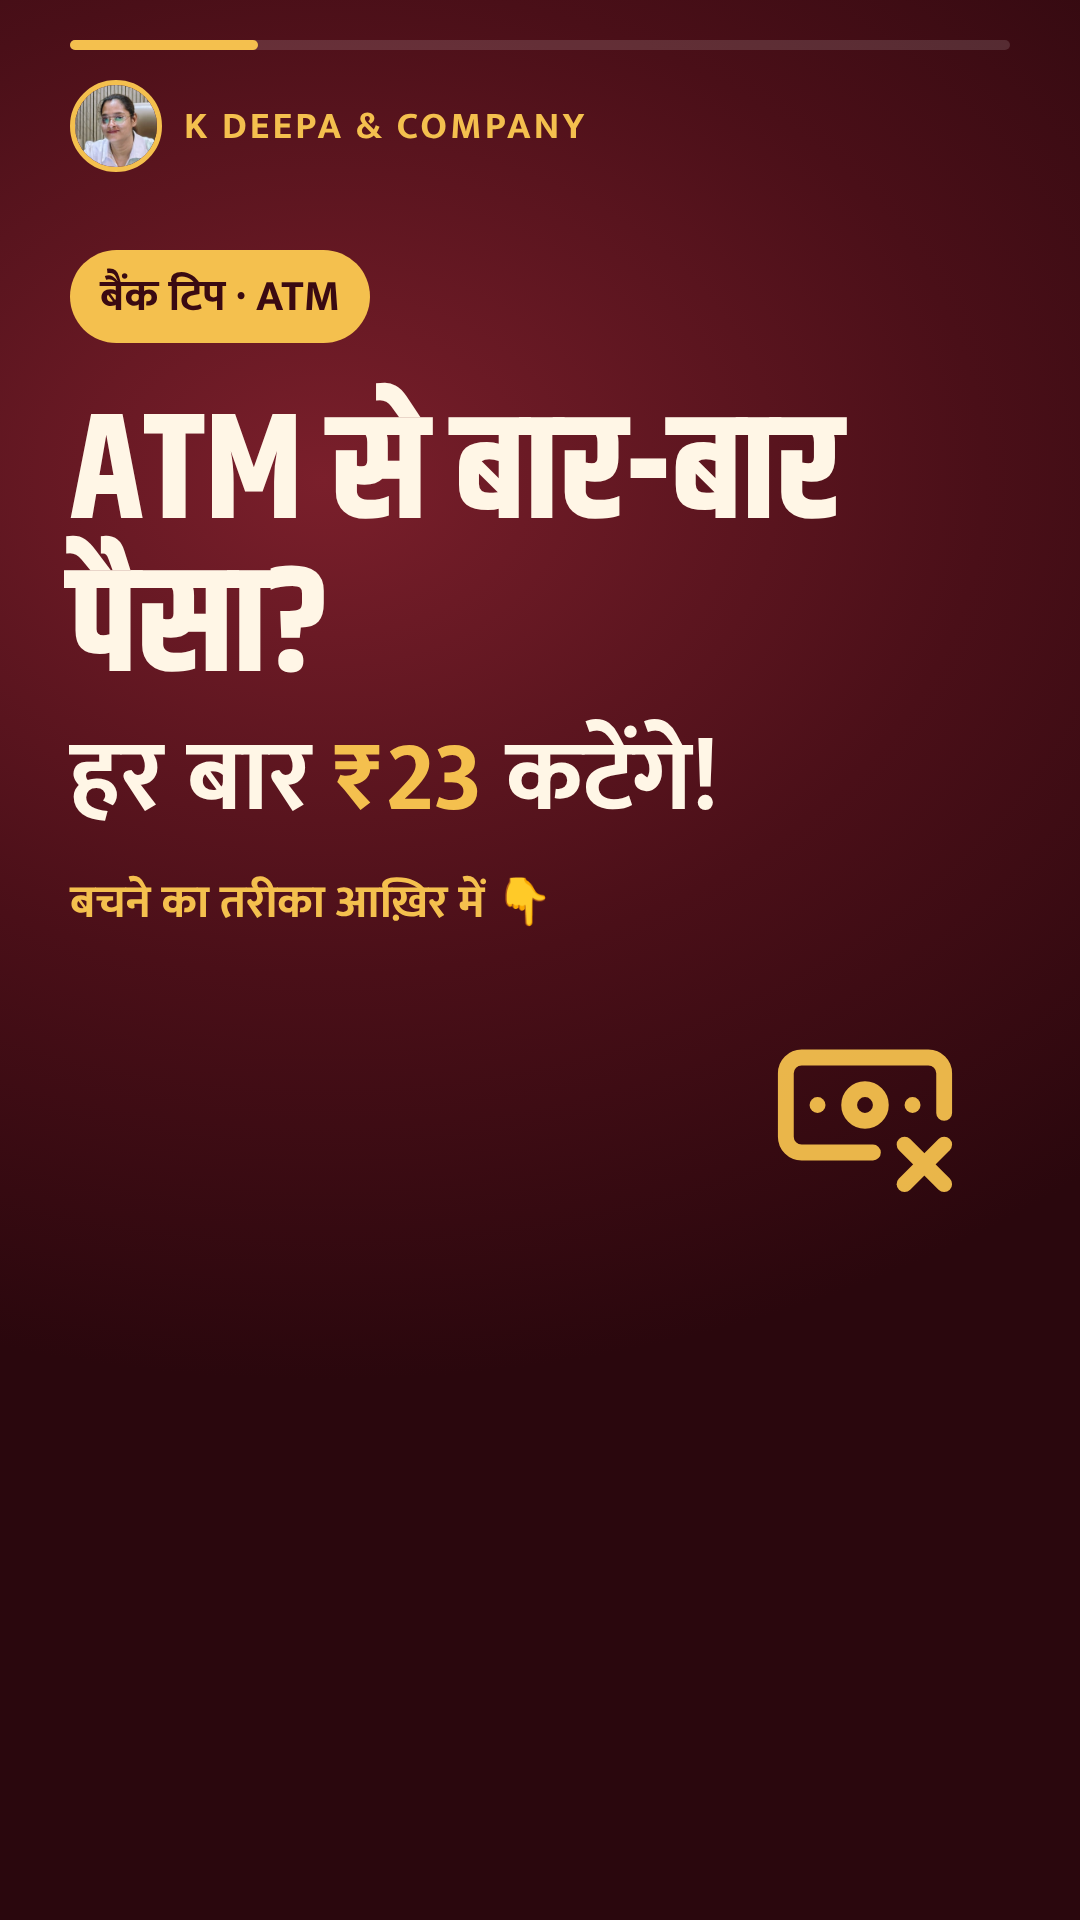 K DEEPA & COMPANY
बैंक टिप · ATM
ATM से बार-बार
पैसा?
हर बार ₹23 कटेंगे!
बचने का तरीका आख़िर में 👇